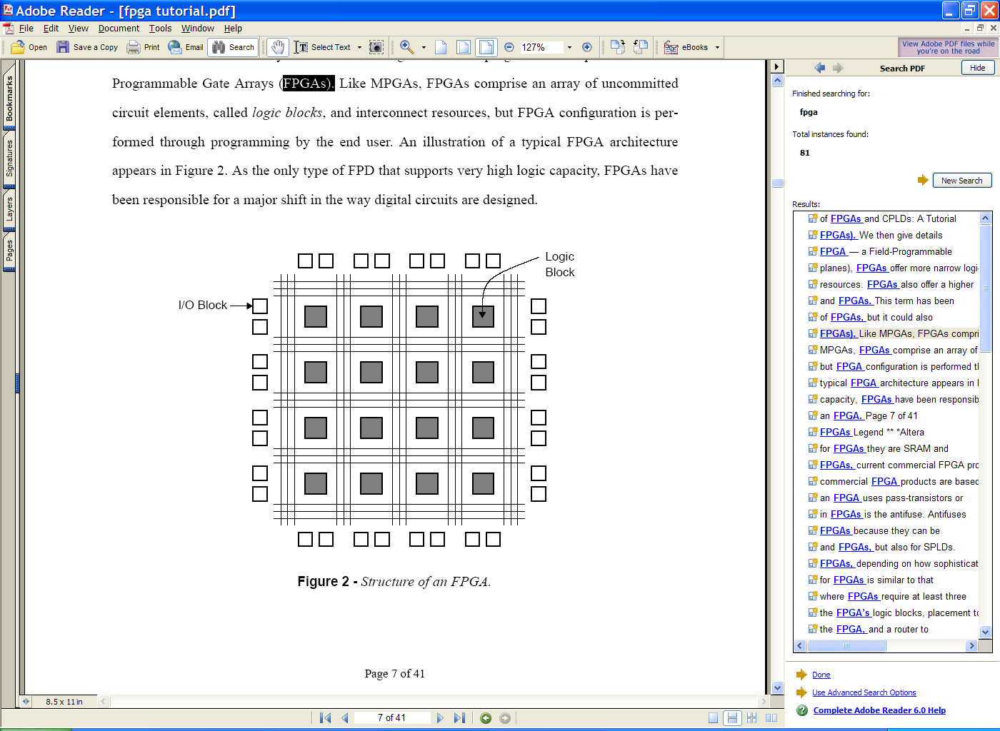 Adobe Reader - [fpga tutorial.pdf]
File Edit View Document Tools Window Help
Open Save a Copy Print Email Search Select Text 127% eBooks
View Adobe PDF files while
you're on the road
Bookmarks
Signatures
Layers
Pages
Programmable Gate Arrays (FPGAs). Like MPGAs, FPGAs comprise an array of uncommitted
circuit elements, called logic blocks, and interconnect resources, but FPGA configuration is per-
formed through programming by the end user. An illustration of a typical FPGA architecture
appears in Figure 2. As the only type of FPD that supports very high logic capacity, FPGAs have
been responsible for a major shift in the way digital circuits are designed.
Logic
Block
I/O Block
Figure 2 - Structure of an FPGA.
Page 7 of 41
8.5 x 11 in
7 of 41
Search PDF
Hide
Finished searching for:
fpga
Total instances found:
81
New Search
Results:
of FPGAs and CPLDs: A Tutorial
FPGAs). We then give details
FPGA — a Field-Programmable
planes), FPGAs offer more narrow logi
resources. FPGAs also offer a higher
and FPGAs. This term has been
of FPGAs, but it could also
FPGAs). Like MPGAs, FPGAs compri
MPGAs, FPGAs comprise an array of
but FPGA configuration is performed t
typical FPGA architecture appears in
capacity, FPGAs have been responsib
an FPGA. Page 7 of 41
FPGAs Legend ** *Altera
for FPGAs they are SRAM and
FPGAs, current commercial FPGA pro
commercial FPGA products are based
an FPGA uses pass-transistors or
in FPGAs is the antifuse. Antifuses
FPGAs because they can be
and FPGAs, but also for SPLDs.
FPGAs, depending on how sophisticat
for FPGAs is similar to that
where FPGAs require at least three
the FPGA's logic blocks, placement to
the FPGA, and a router to
Done
Use Advanced Search Options
Complete Adobe Reader 6.0 Help